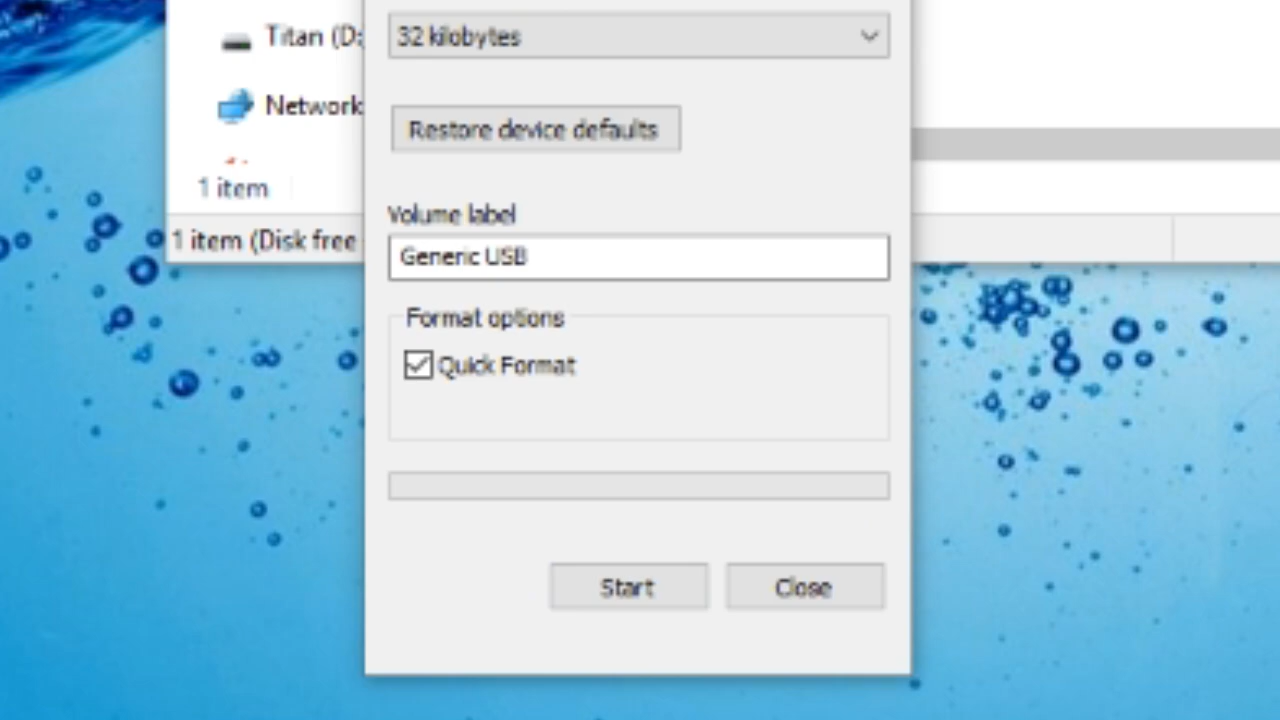 Titan (D:
32 kilobytes
Network
Restore device defaults
1 item
Volume label
1 item (Disk free
Generic USB
Format options
Quick Format
Start
Close